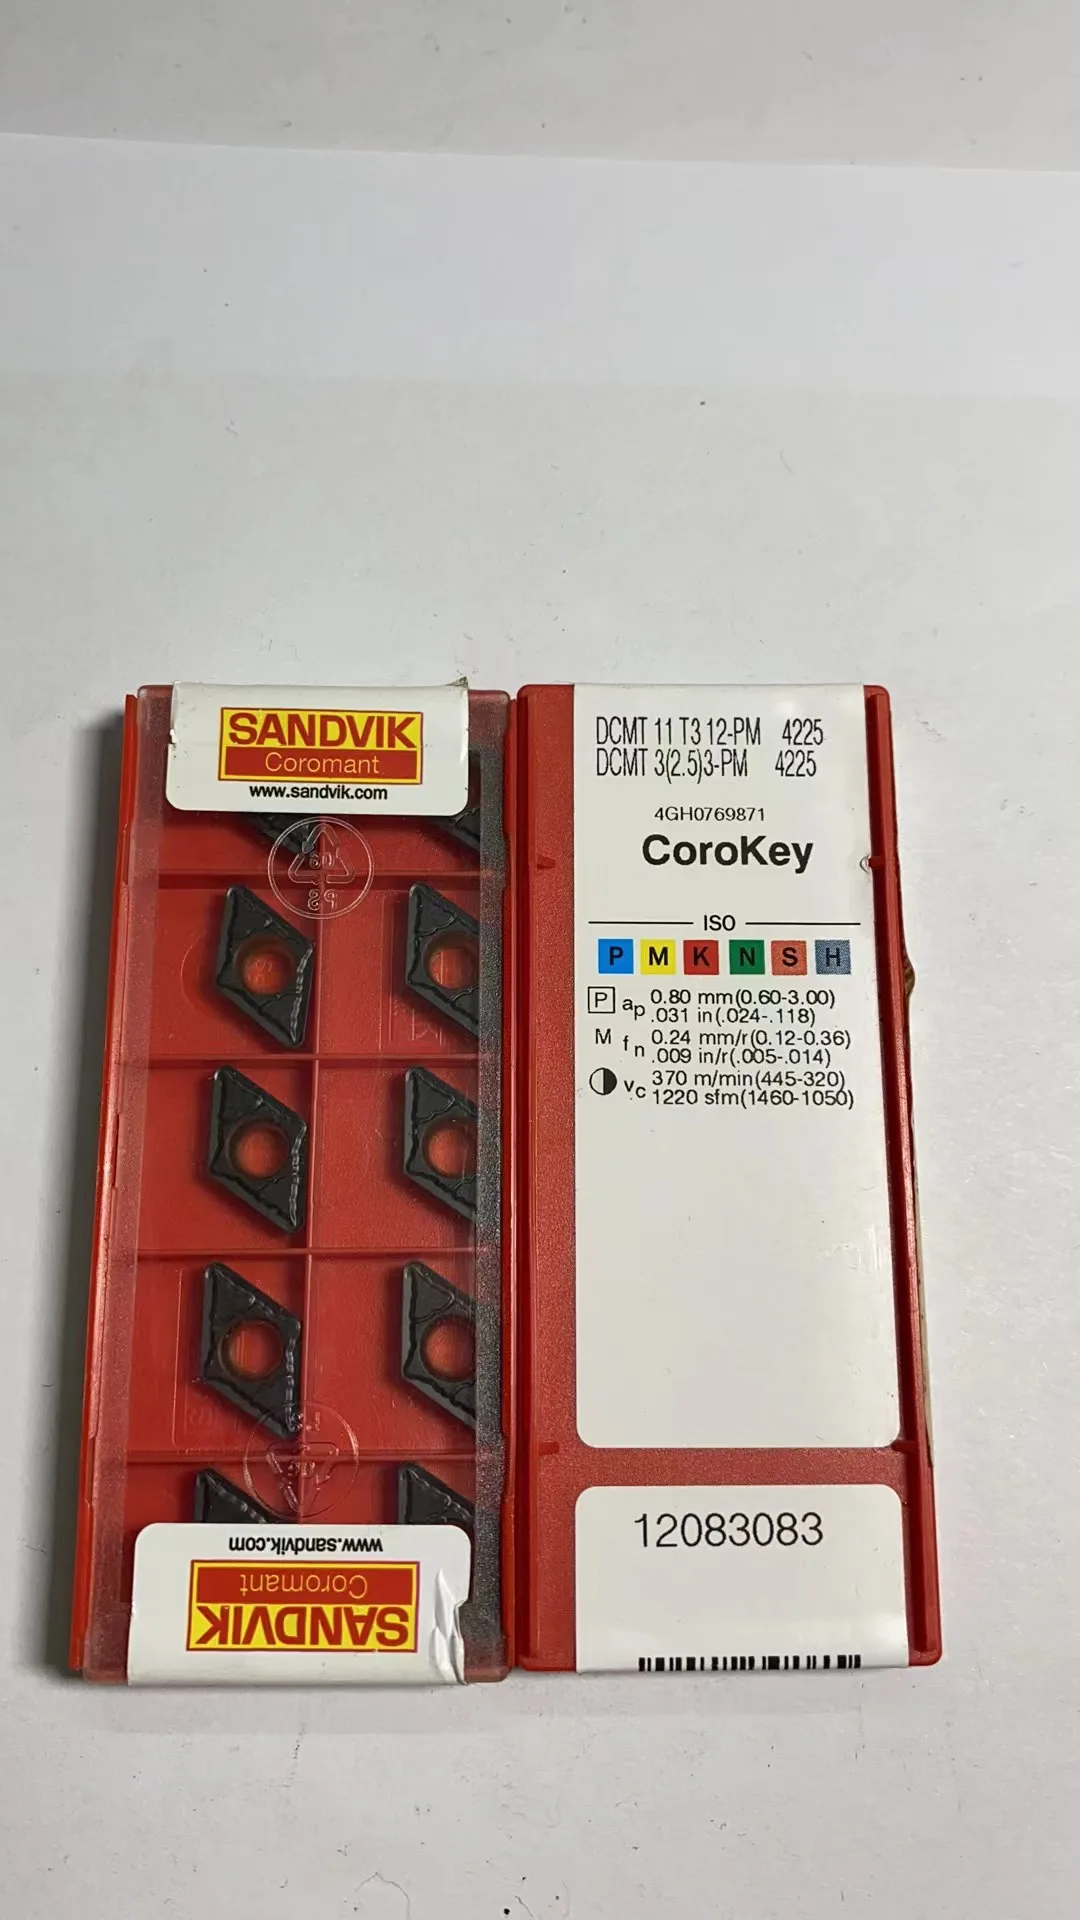 SANDVIK
Coromant
www.sandvik.com
www.sandvik.com
Coromant
SANDVIK
DCMT 11 T3 12-PM 4225
DCMT 3(2.5)3-PM 4225
4GH0769871
CoroKey
ISO
P M K N S H
P ap 0.80 mm(0.60-3.00)
.031 in(.024-.118)
M fn 0.24 mm/r(0.12-0.36)
.009 in/r(.005-.014)
vc 370 m/min(445-320)
1220 sfm(1460-1050)
12083083